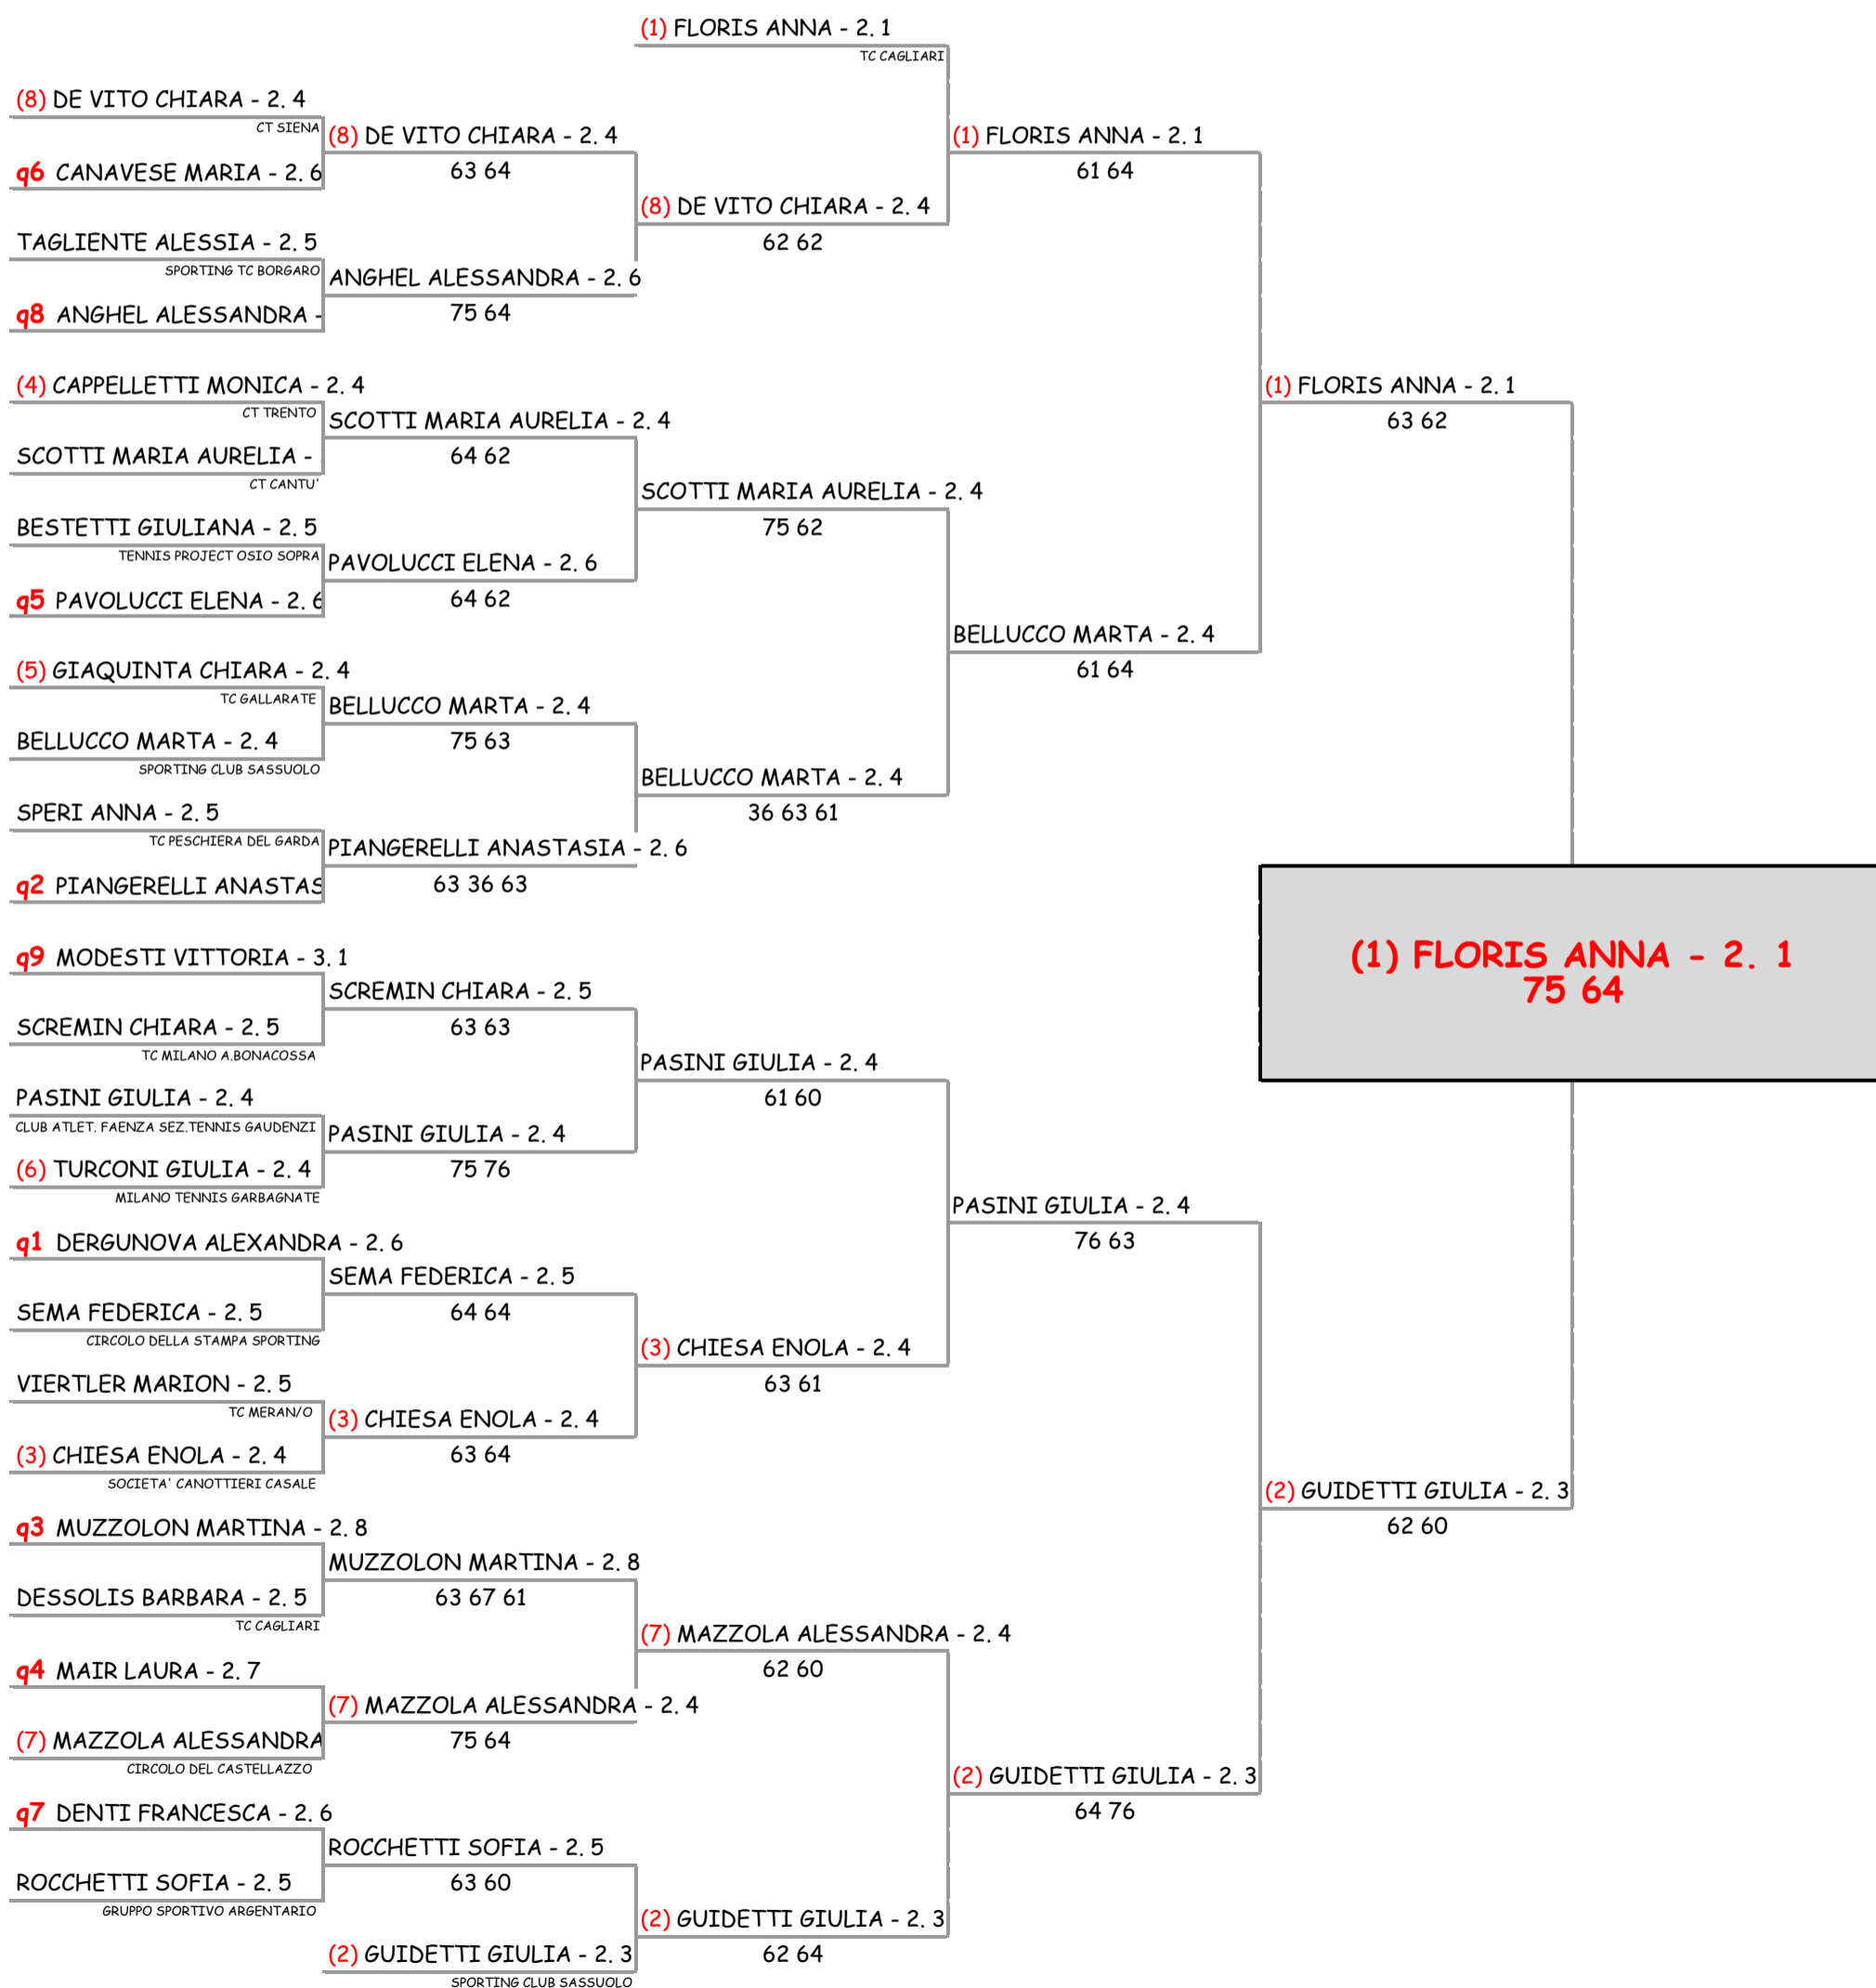 (1) FLORIS ANNA - 2. 1
TC CAGLIARI
(8) DE VITO CHIARA - 2. 4
CT SIENA
q6 CANAVESE MARIA - 2. 6
TAGLIENTE ALESSIA - 2. 5
SPORTING TC BORGARO
q8 ANGHEL ALESSANDRA -
(4) CAPPELLETTI MONICA - 2. 4
CT TRENTO
SCOTTI MARIA AURELIA -
CT CANTU'
BESTETTI GIULIANA - 2. 5
TENNIS PROJECT OSIO SOPRA
q5 PAVOLUCCI ELENA - 2. 6
(5) GIAQUINTA CHIARA - 2. 4
TC GALLARATE
BELLUCCO MARTA - 2. 4
SPORTING CLUB SASSUOLO
SPERI ANNA - 2. 5
TC PESCHIERA DEL GARDA
q2 PIANGERELLI ANASTAS
q9 MODESTI VITTORIA - 3. 1
SCREMIN CHIARA - 2. 5
TC MILANO A.BONACOSSA
PASINI GIULIA - 2. 4
CLUB ATLET. FAENZA SEZ.TENNIS GAUDENZI
(6) TURCONI GIULIA - 2. 4
MILANO TENNIS GARBAGNATE
q1 DERGUNOVA ALEXANDRA - 2. 6
SEMA FEDERICA - 2. 5
CIRCOLO DELLA STAMPA SPORTING
VIERTLER MARION - 2. 5
TC MERAN/O
(3) CHIESA ENOLA - 2. 4
SOCIETA' CANOTTIERI CASALE
q3 MUZZOLON MARTINA - 2. 8
DESSOLIS BARBARA - 2. 5
TC CAGLIARI
q4 MAIR LAURA - 2. 7
(7) MAZZOLA ALESSANDRA
CIRCOLO DEL CASTELLAZZO
q7 DENTI FRANCESCA - 2. 6
ROCCHETTI SOFIA - 2. 5
GRUPPO SPORTIVO ARGENTARIO
(8) DE VITO CHIARA - 2. 4
63 64
ANGHEL ALESSANDRA - 2. 6
75 64
SCOTTI MARIA AURELIA - 2. 4
64 62
PAVOLUCCI ELENA - 2. 6
64 62
BELLUCCO MARTA - 2. 4
75 63
PIANGERELLI ANASTASIA - 2. 6
63 36 63
SCREMIN CHIARA - 2. 5
63 63
PASINI GIULIA - 2. 4
75 76
SEMA FEDERICA - 2. 5
64 64
(3) CHIESA ENOLA - 2. 4
63 64
MUZZOLON MARTINA - 2. 8
63 67 61
(7) MAZZOLA ALESSANDRA - 2. 4
75 64
ROCCHETTI SOFIA - 2. 5
63 60
(2) GUIDETTI GIULIA - 2. 3
SPORTING CLUB SASSUOLO
(8) DE VITO CHIARA - 2. 4
62 62
SCOTTI MARIA AURELIA - 2. 4
75 62
BELLUCCO MARTA - 2. 4
36 63 61
PASINI GIULIA - 2. 4
61 60
(3) CHIESA ENOLA - 2. 4
63 61
(7) MAZZOLA ALESSANDRA - 2. 4
62 60
(2) GUIDETTI GIULIA - 2. 3
62 64
(1) FLORIS ANNA - 2. 1
61 64
BELLUCCO MARTA - 2. 4
61 64
PASINI GIULIA - 2. 4
76 63
(2) GUIDETTI GIULIA - 2. 3
64 76
(1) FLORIS ANNA - 2. 1
63 62
(2) GUIDETTI GIULIA - 2. 3
62 60
(1) FLORIS ANNA - 2. 1
75 64